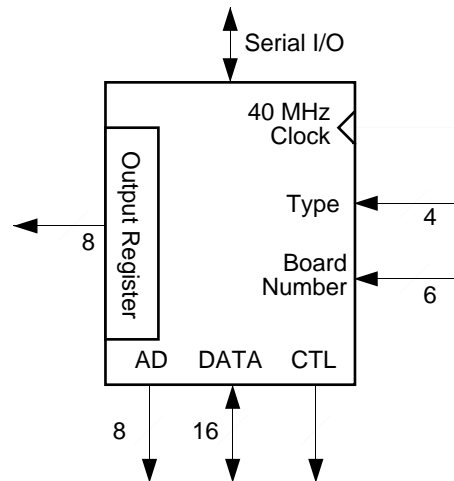 Serial I/O
40 MHz
Clock
Output Register
8
Type
4
Board
Number
6
AD DATA CTL
8 16